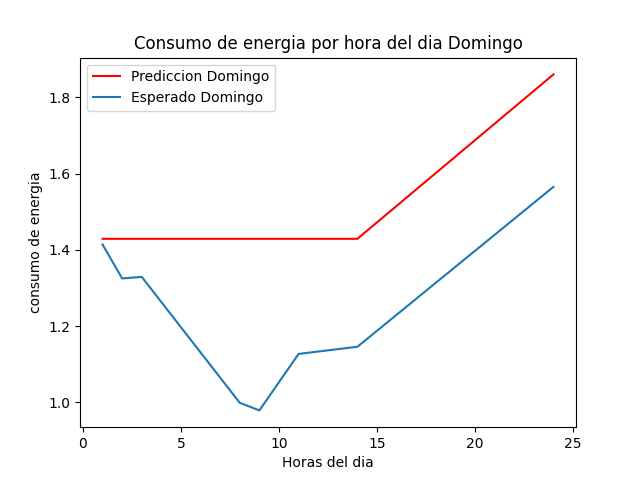 Consumo de energia por hora del dia Domingo
Prediccion Domingo
Esperado Domingo
consumo de energia
1.8
1.6
1.4
1.2
1.0
0 5 10 15 20 25
Horas del dia